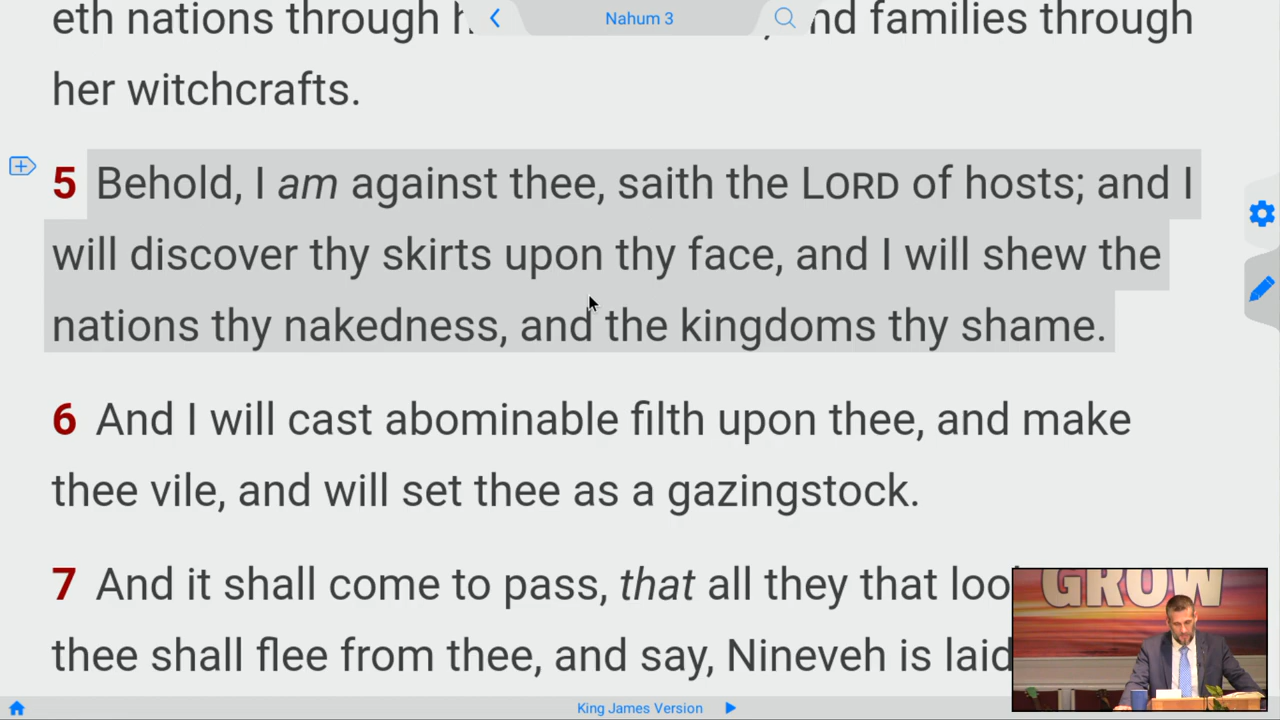 Nahum 3
eth nations through families through
her witchcrafts.
5 Behold, I am against thee, saith the LORD of hosts; and I
will discover thy skirts upon thy face, and I will shew the
nations thy nakedness, and the kingdoms thy shame.
6 And I will cast abominable filth upon thee, and make
thee vile, and will set thee as a gazingstock.
7 And it shall come to pass, that all they that loo
thee shall flee from thee, and say, Nineveh is laid
GROW
King James Version